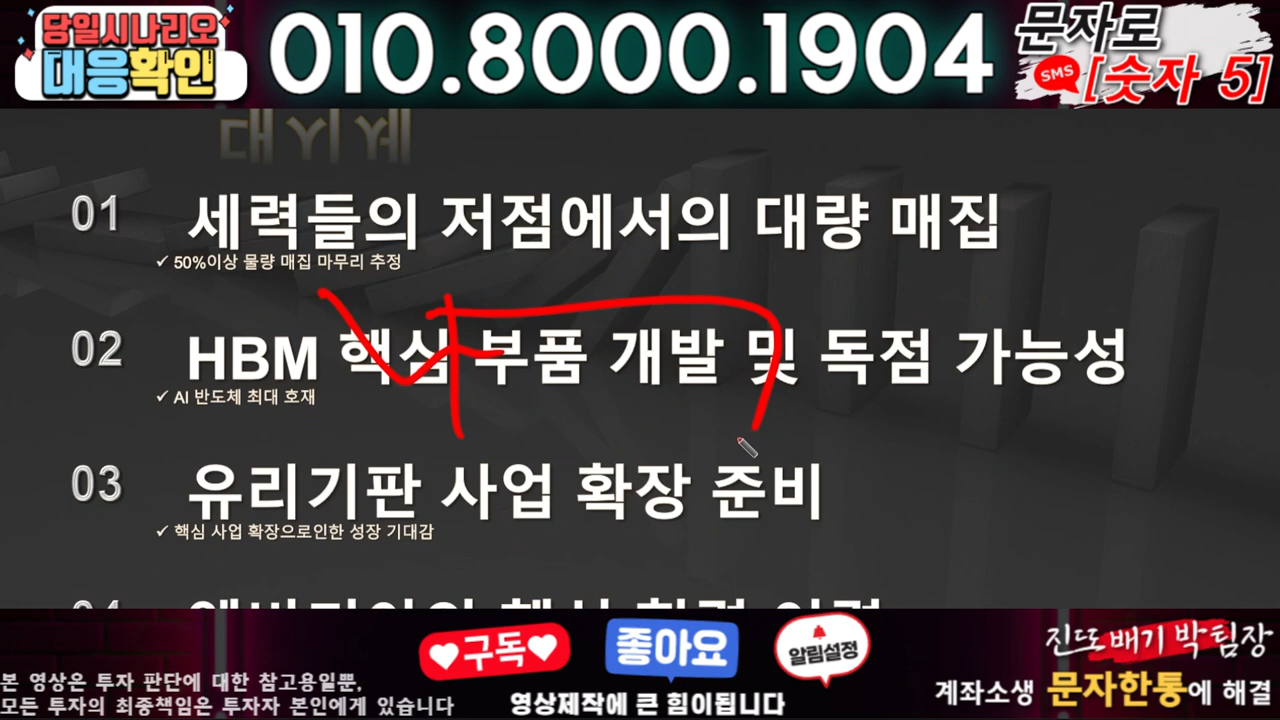 당일시나리오
대응확인
010.8000.1904
문자로
SMS
[숫자 5]
01
세력들의 저점에서의 대량 매집
✓ 50%이상 물량 매집 마무리 추정
02
HBM 핵심 부품 개발 및 독점 가능성
✓ AI 반도체 최대 호재
03
유리기판 사업 확장 준비
✓ 핵심 사업 확장으로인한 성장 기대감
04
구독
좋아요
알림설정
영상제작에 큰 힘이됩니다
본 영상은 투자 판단에 대한 참고용일뿐,
모든 투자의 최종책임은 투자자 본인에게 있습니다
진또배기 박팀장
계좌소생 문자한통에 해결